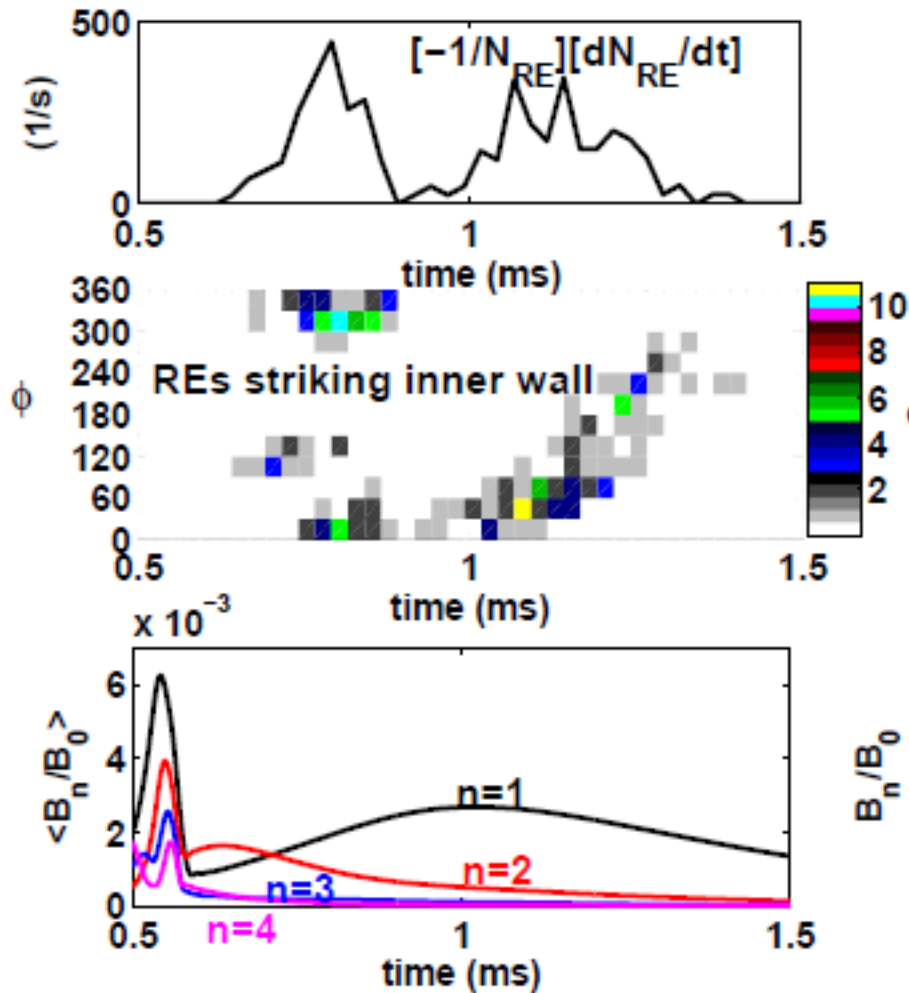 500
[−1/N_RE][dN_RE/dt]
(1/s)
0
0.5 1 1.5
time (ms)
360
300
240
180
120
60
0
ϕ
REs striking inner wall
10
8
6
4
2
0.5 1 1.5
time (ms)
x 10⁻³
6
4
2
0
<B_n/B_0>
B_n/B_0
n=1
n=2
n=3
n=4
0.5 1 1.5
time (ms)